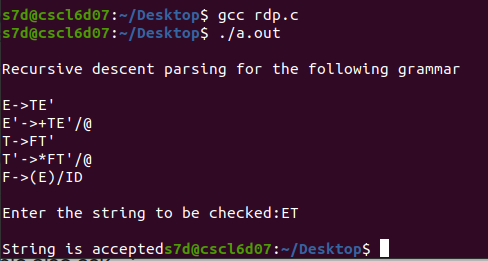 s7d@cscl6d07:~/Desktop$ gcc rdp.c
s7d@cscl6d07:~/Desktop$ ./a.out
Recursive descent parsing for the following grammar
E->TE'
E'->+TE'/@
T->FT'
T'->*FT'/@
F->(E)/ID
Enter the string to be checked:ET
String is accepteds7d@cscl6d07:~/Desktop$